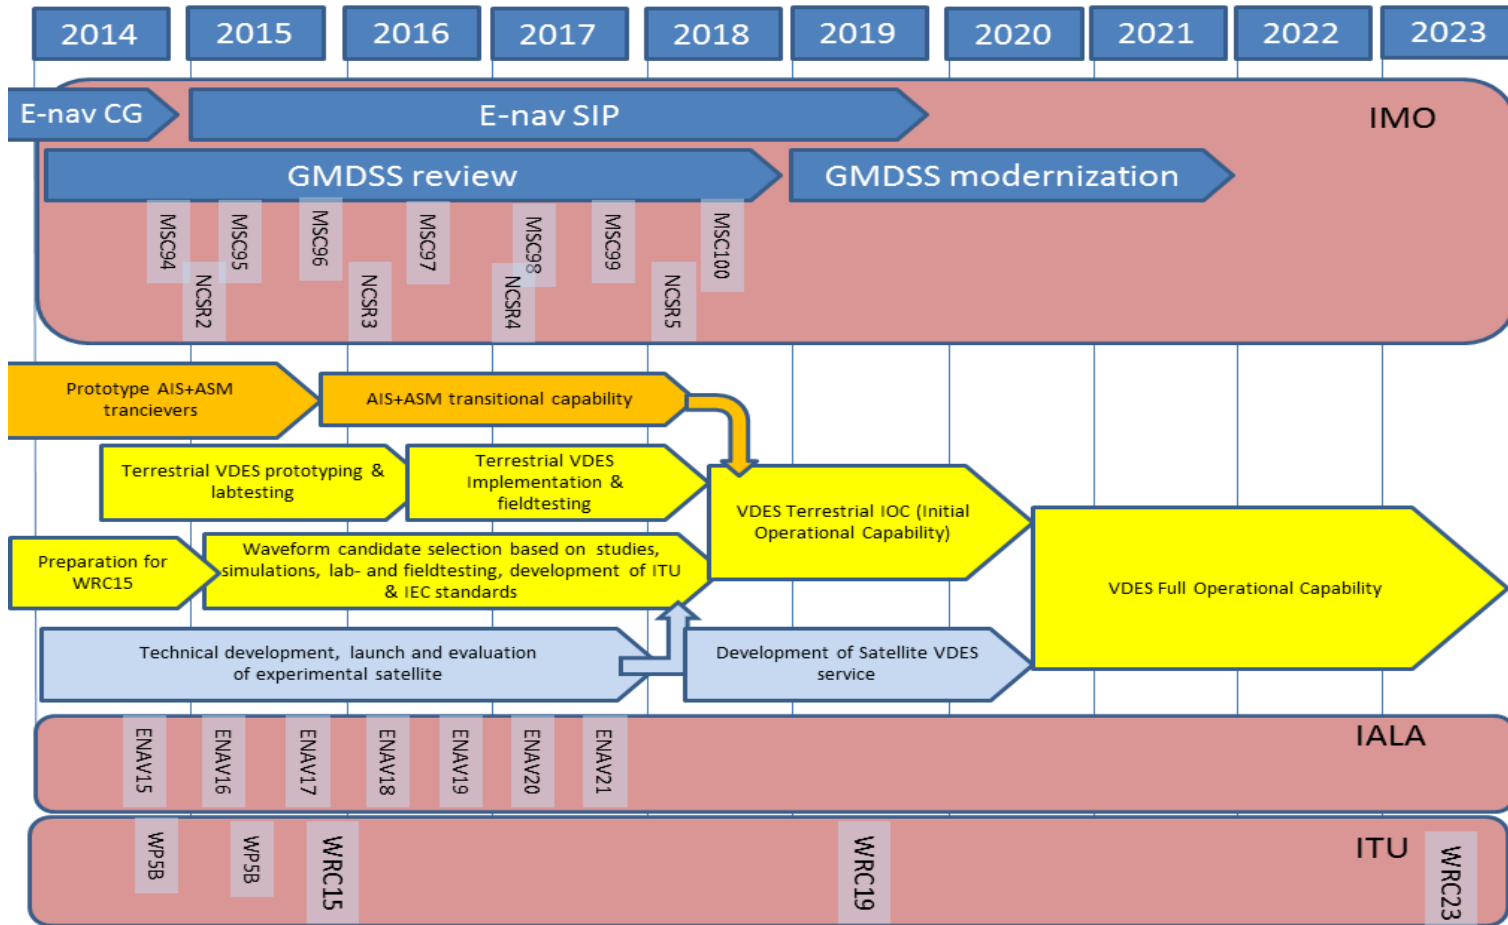 2014
2015
2016
2017
2018
2019
2020
2021
2022
2023
E-nav CG
E-nav SIP
IMO
GMDSS review
GMDSS modernization
MSC94
MSC95
MSC96
MSC97
MSC98
MSC99
MSC100
NCSR2
NCSR3
NCSR4
NCSR5
Prototype AIS+ASM
trancievers
AIS+ASM transitional capability
Terrestrial VDES prototyping &
labtesting
Terrestrial VDES
Implementation &
fieldtesting
VDES Terrestrial IOC (Initial
Operational Capability)
Preparation for
WRC15
Waveform candidate selection based on studies,
simulations, lab- and fieldtesting, development of ITU
& IEC standards
VDES Full Operational Capability
Technical development, launch and evaluation
of experimental satellite
Development of Satellite VDES
service
ENAV15
ENAV16
ENAV17
ENAV18
ENAV19
ENAV20
ENAV21
IALA
WP5B
WP5B
WRC15
WRC19
ITU
WRC23